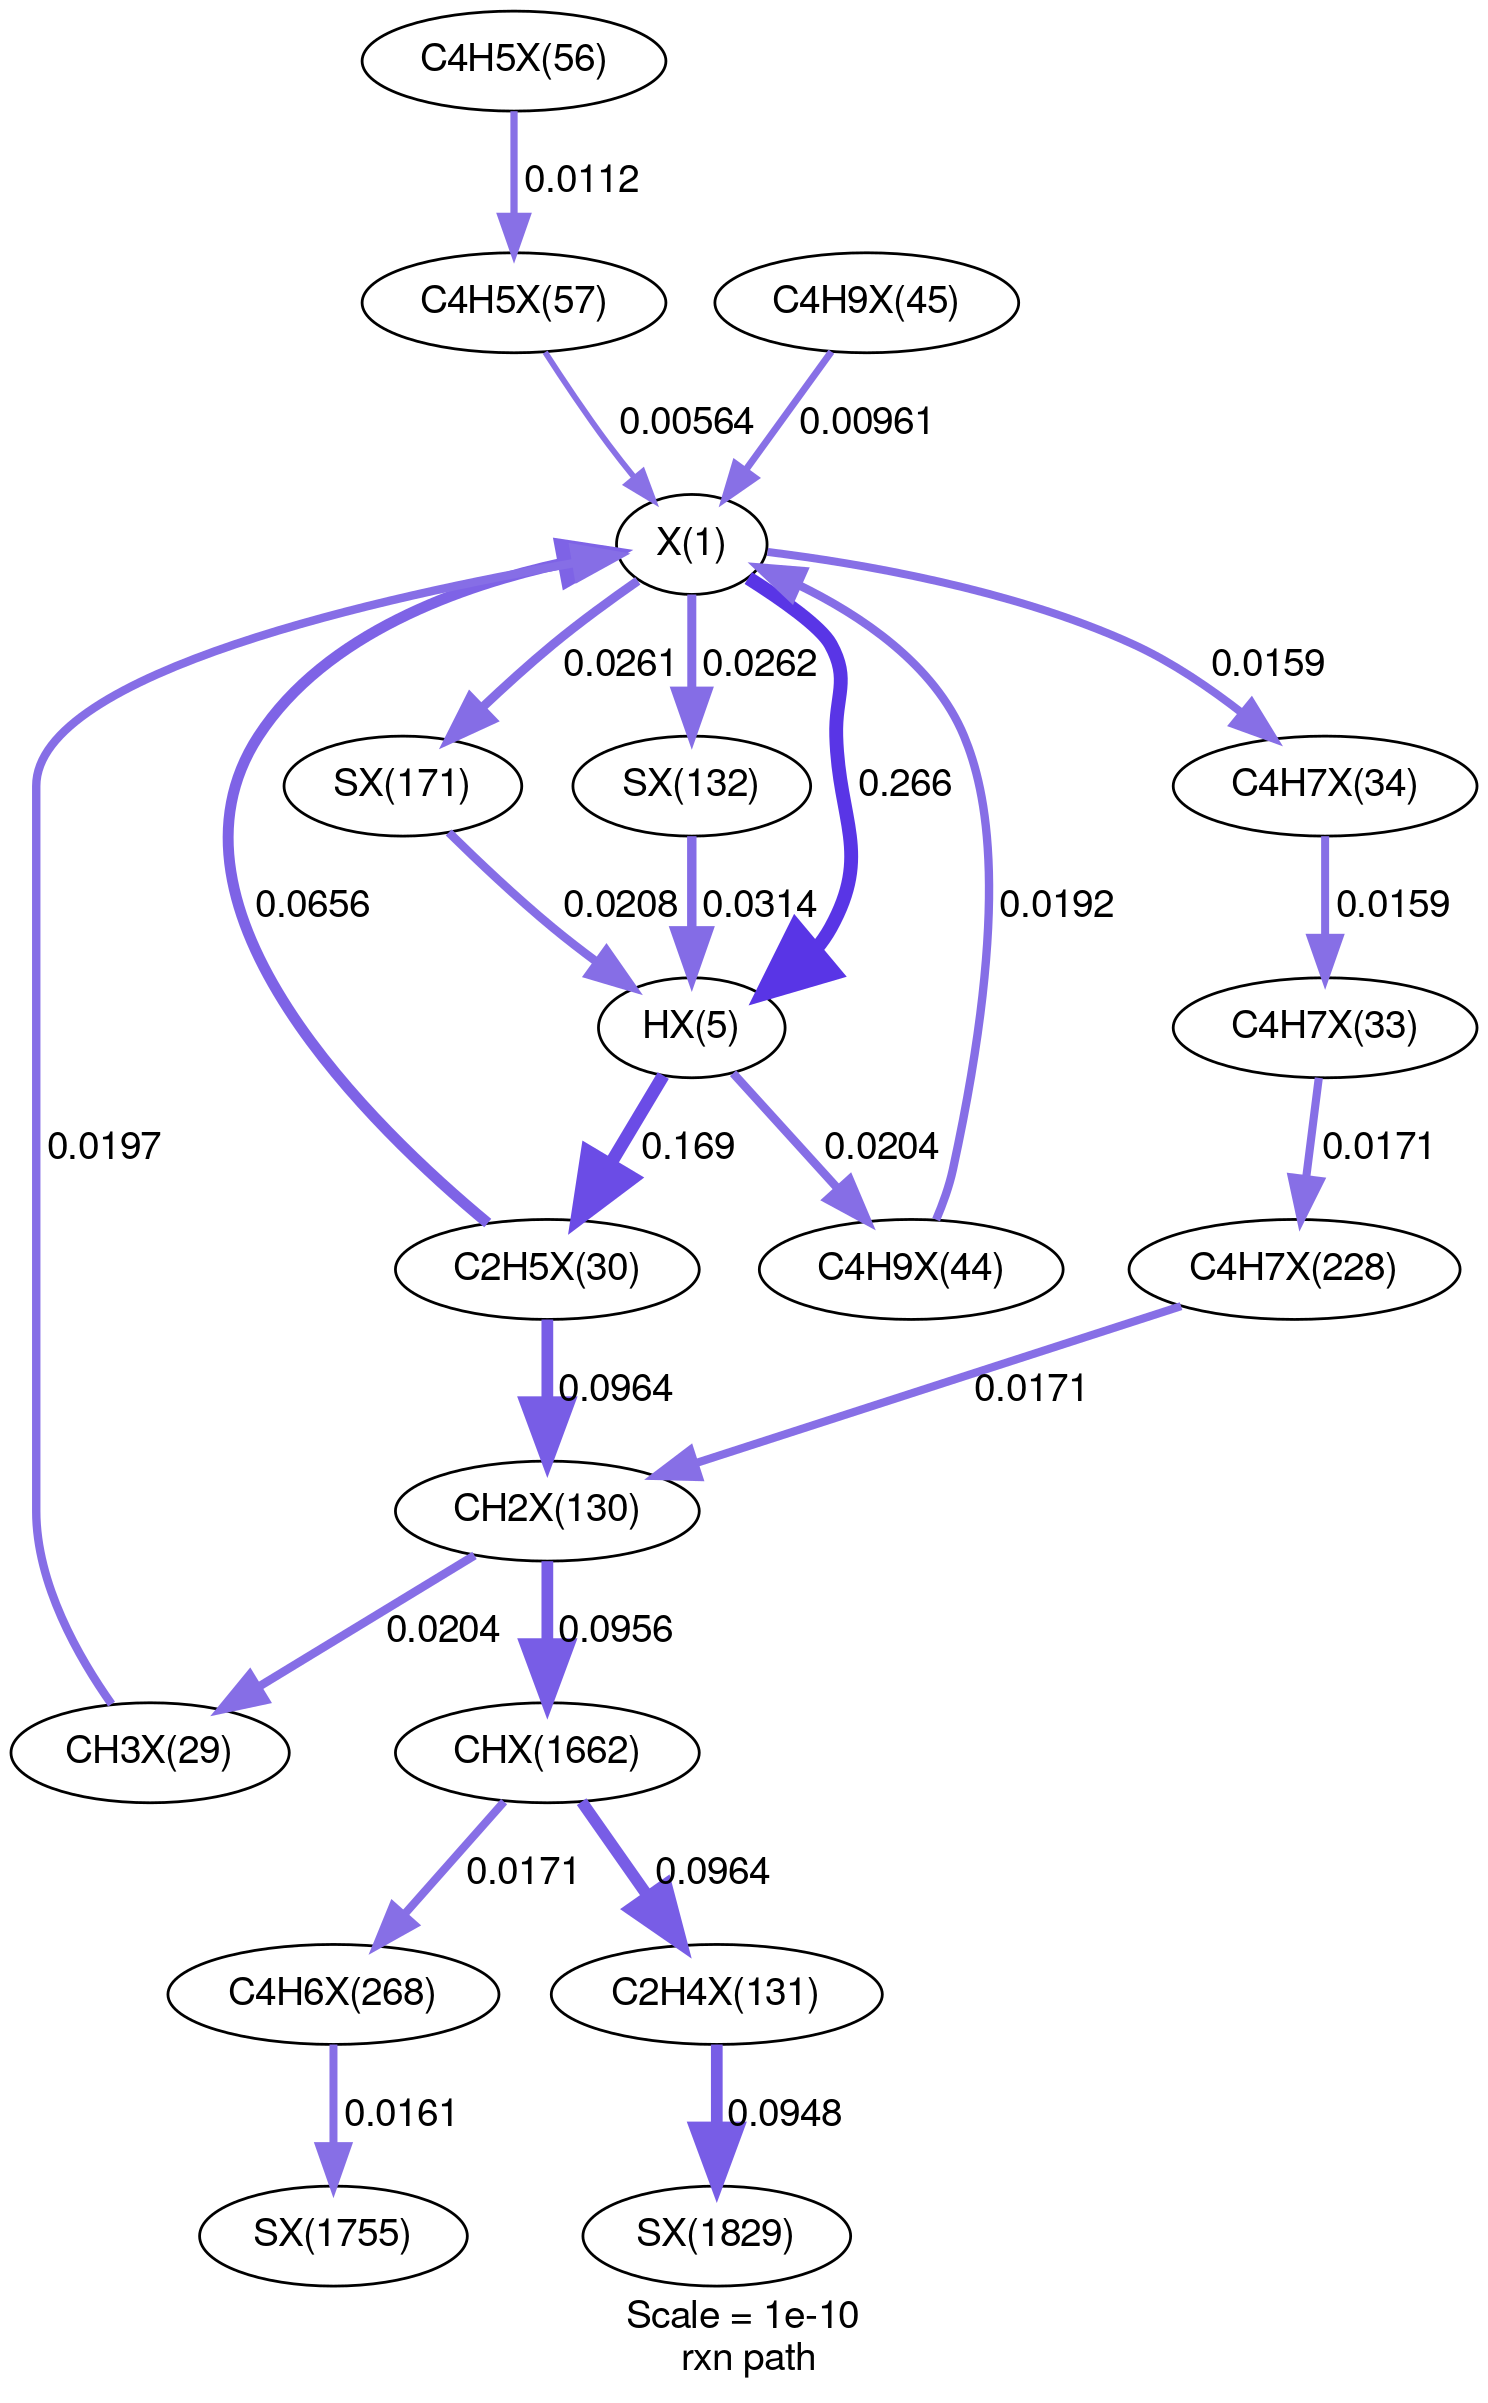 C4H5X(56)
0.0112
C4H5X(57)
C4H9X(45)
0.00564
0.00961
X(1)
0.0261
0.0262
0.0159
SX(171)
SX(132)
0.266
C4H7X(34)
0.0656
0.0208
0.0314
0.0192
0.0159
HX(5)
C4H7X(33)
0.0197
0.169
0.0204
0.0171
C2H5X(30)
C4H9X(44)
C4H7X(228)
0.0964
0.0171
CH2X(130)
0.0204
0.0956
CH3X(29)
CHX(1662)
0.0171
0.0964
C4H6X(268)
C2H4X(131)
0.0161
0.0948
SX(1755)
SX(1829)
Scale = 1e-10
rxn path